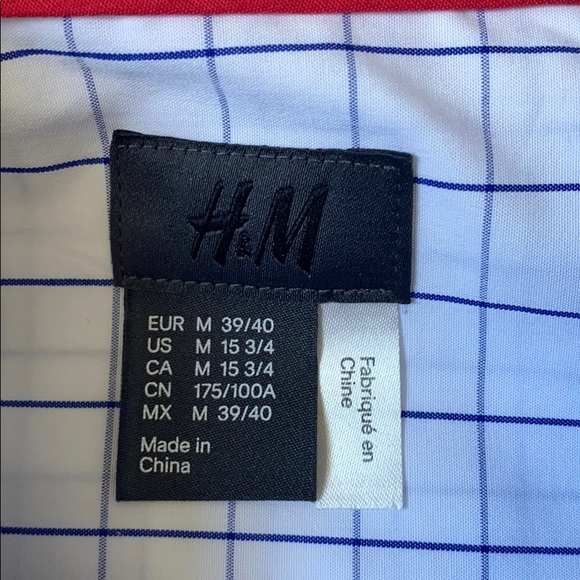 H&M
EUR M 39/40
US M 15 3/4
CA M 15 3/4
CN 175/100A
MX M 39/40
Made in
China
Fabriqué en
Chine